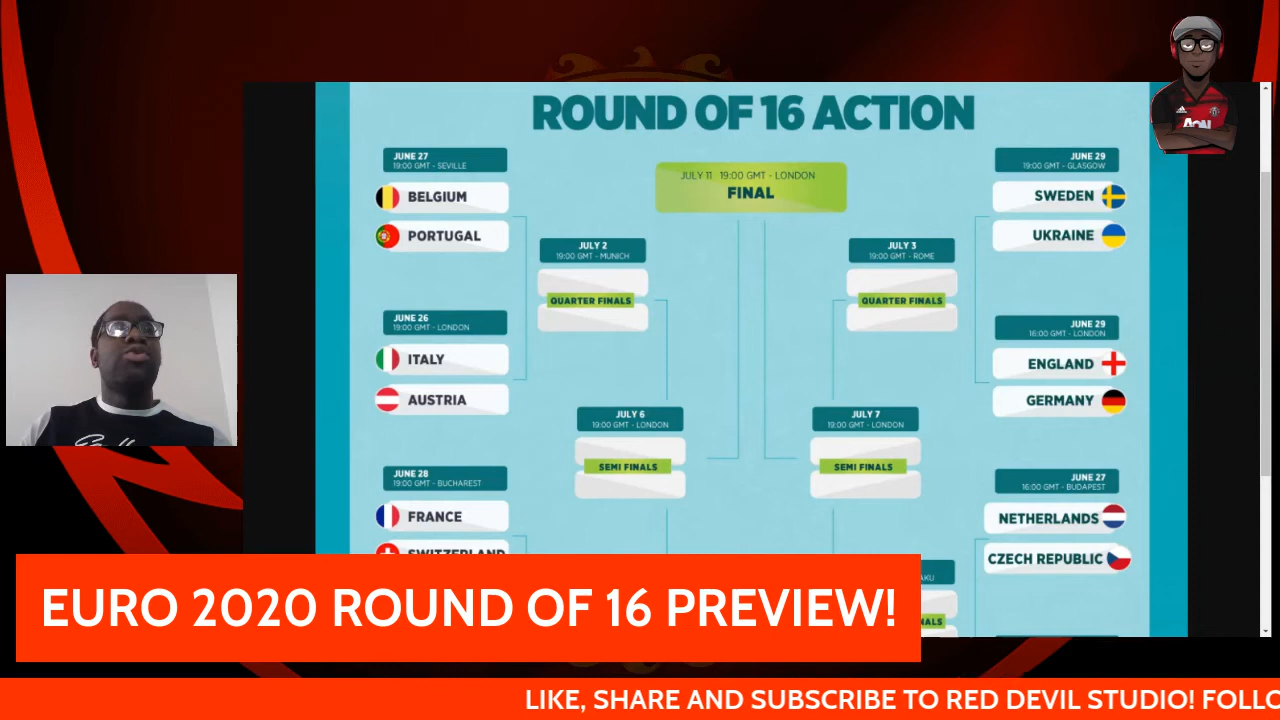 ROUND OF 16 ACTION
JUNE 27
19:00 GMT - SEVILLE
BELGIUM
PORTUGAL
JUNE 26
19:00 GMT - LONDON
ITALY
AUSTRIA
JUNE 28
19:00 GMT - BUCHAREST
FRANCE
SWITZERLAND
JULY 2
19:00 GMT - MUNICH
QUARTER FINALS
JULY 6
19:00 GMT - LONDON
SEMI FINALS
JULY 11 19:00 GMT - LONDON
FINAL
JULY 3
19:00 GMT - ROME
QUARTER FINALS
JULY 7
19:00 GMT - LONDON
SEMI FINALS
AKU
NALS
JUNE 29
19:00 GMT - GLASGOW
SWEDEN
UKRAINE
JUNE 29
16:00 GMT - LONDON
ENGLAND
GERMANY
JUNE 27
16:00 GMT - BUDAPEST
NETHERLANDS
CZECH REPUBLIC
AON
EURO 2020 ROUND OF 16 PREVIEW!
LIKE, SHARE AND SUBSCRIBE TO RED DEVIL STUDIO! FOLLO